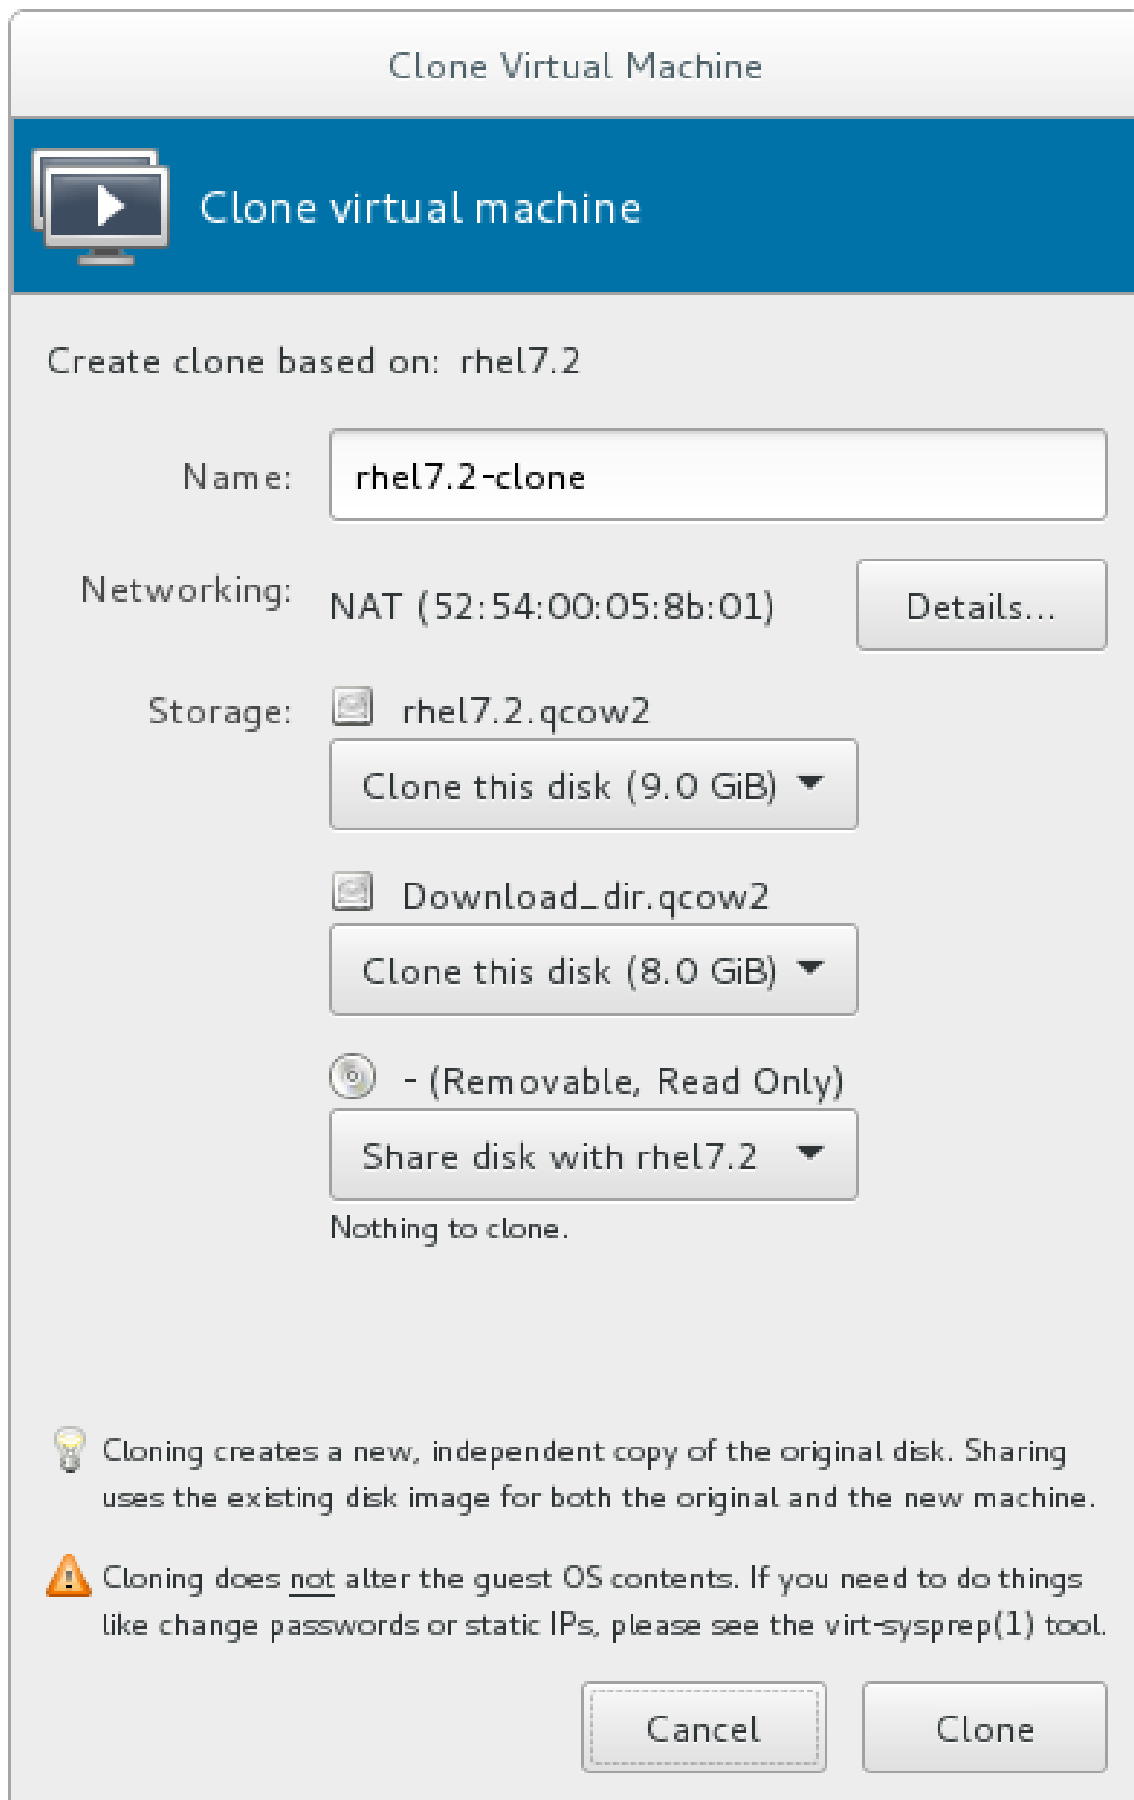 Clone Virtual Machine
Clone virtual machine
Create clone based on: rhel7.2
Name: rhel7.2-clone
Networking: NAT (52:54:00:05:8b:01) Details...
Storage: rhel7.2.qcow2
Clone this disk (9.0 GiB)
Download_dir.qcow2
Clone this disk (8.0 GiB)
- (Removable, Read Only)
Share disk with rhel7.2
Nothing to clone.
Cloning creates a new, independent copy of the original disk. Sharing
uses the existing disk image for both the original and the new machine.
Cloning does not alter the guest OS contents. If you need to do things
like change passwords or static IPs, please see the virt-sysprep(1) tool.
Cancel Clone